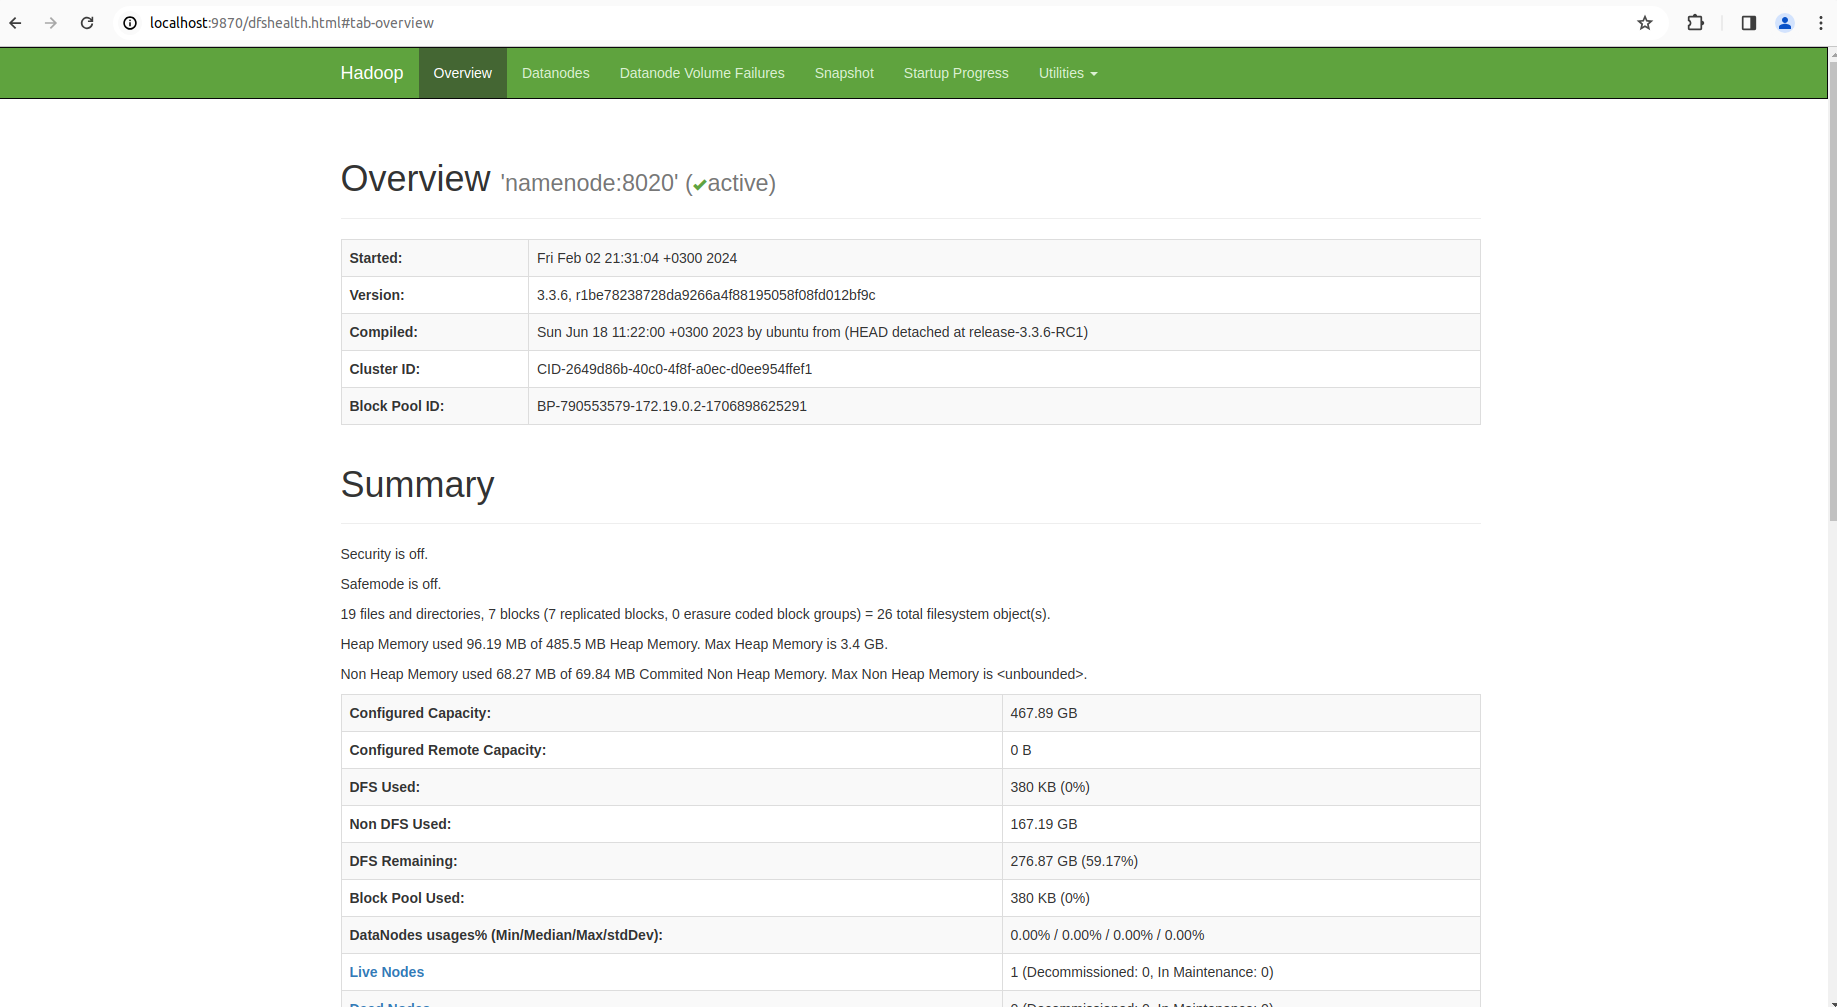 localhost:9870/dfshealth.html#tab-overview
Hadoop Overview Datanodes Datanode Volume Failures Snapshot Startup Progress Utilities
Overview 'namenode:8020' (✔active)
Started: Fri Feb 02 21:31:04 +0300 2024
Version: 3.3.6, r1be78238728da9266a4f88195058f08fd012bf9c
Compiled: Sun Jun 18 11:22:00 +0300 2023 by ubuntu from (HEAD detached at release-3.3.6-RC1)
Cluster ID: CID-2649d86b-40c0-4f8f-a0ec-d0ee954ffef1
Block Pool ID: BP-790553579-172.19.0.2-1706898625291
Summary
Security is off.
Safemode is off.
19 files and directories, 7 blocks (7 replicated blocks, 0 erasure coded block groups) = 26 total filesystem object(s).
Heap Memory used 96.19 MB of 485.5 MB Heap Memory. Max Heap Memory is 3.4 GB.
Non Heap Memory used 68.27 MB of 69.84 MB Commited Non Heap Memory. Max Non Heap Memory is <unbounded>.
Configured Capacity: 467.89 GB
Configured Remote Capacity: 0 B
DFS Used: 380 KB (0%)
Non DFS Used: 167.19 GB
DFS Remaining: 276.87 GB (59.17%)
Block Pool Used: 380 KB (0%)
DataNodes usages% (Min/Median/Max/stdDev): 0.00% / 0.00% / 0.00% / 0.00%
Live Nodes 1 (Decommissioned: 0, In Maintenance: 0)
Dead Nodes 0 (Decommissioned: 0, In Maintenance: 0)